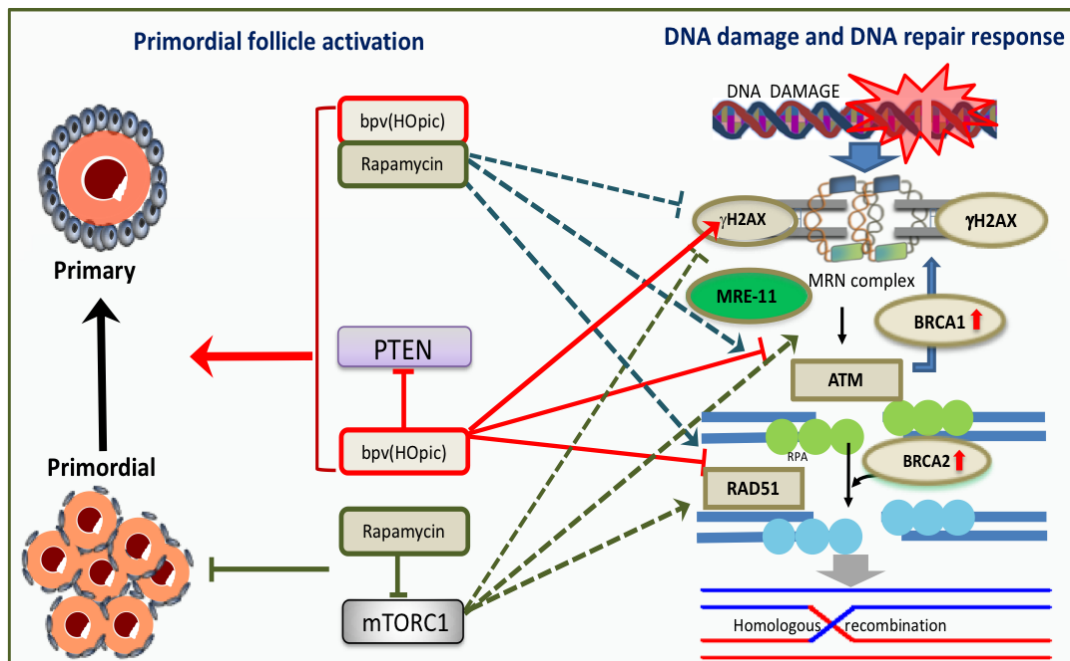 Primordial follicle activation
DNA damage and DNA repair response
DNA DAMAGE
bpv(HOpic)
Rapamycin
γH2AX
γH2AX
Primary
MRN complex
MRE-11
BRCA1
PTEN
ATM
bpv(HOpic)
Primordial
RPA
BRCA2
RAD51
Rapamycin
mTORC1
Homologous recombination